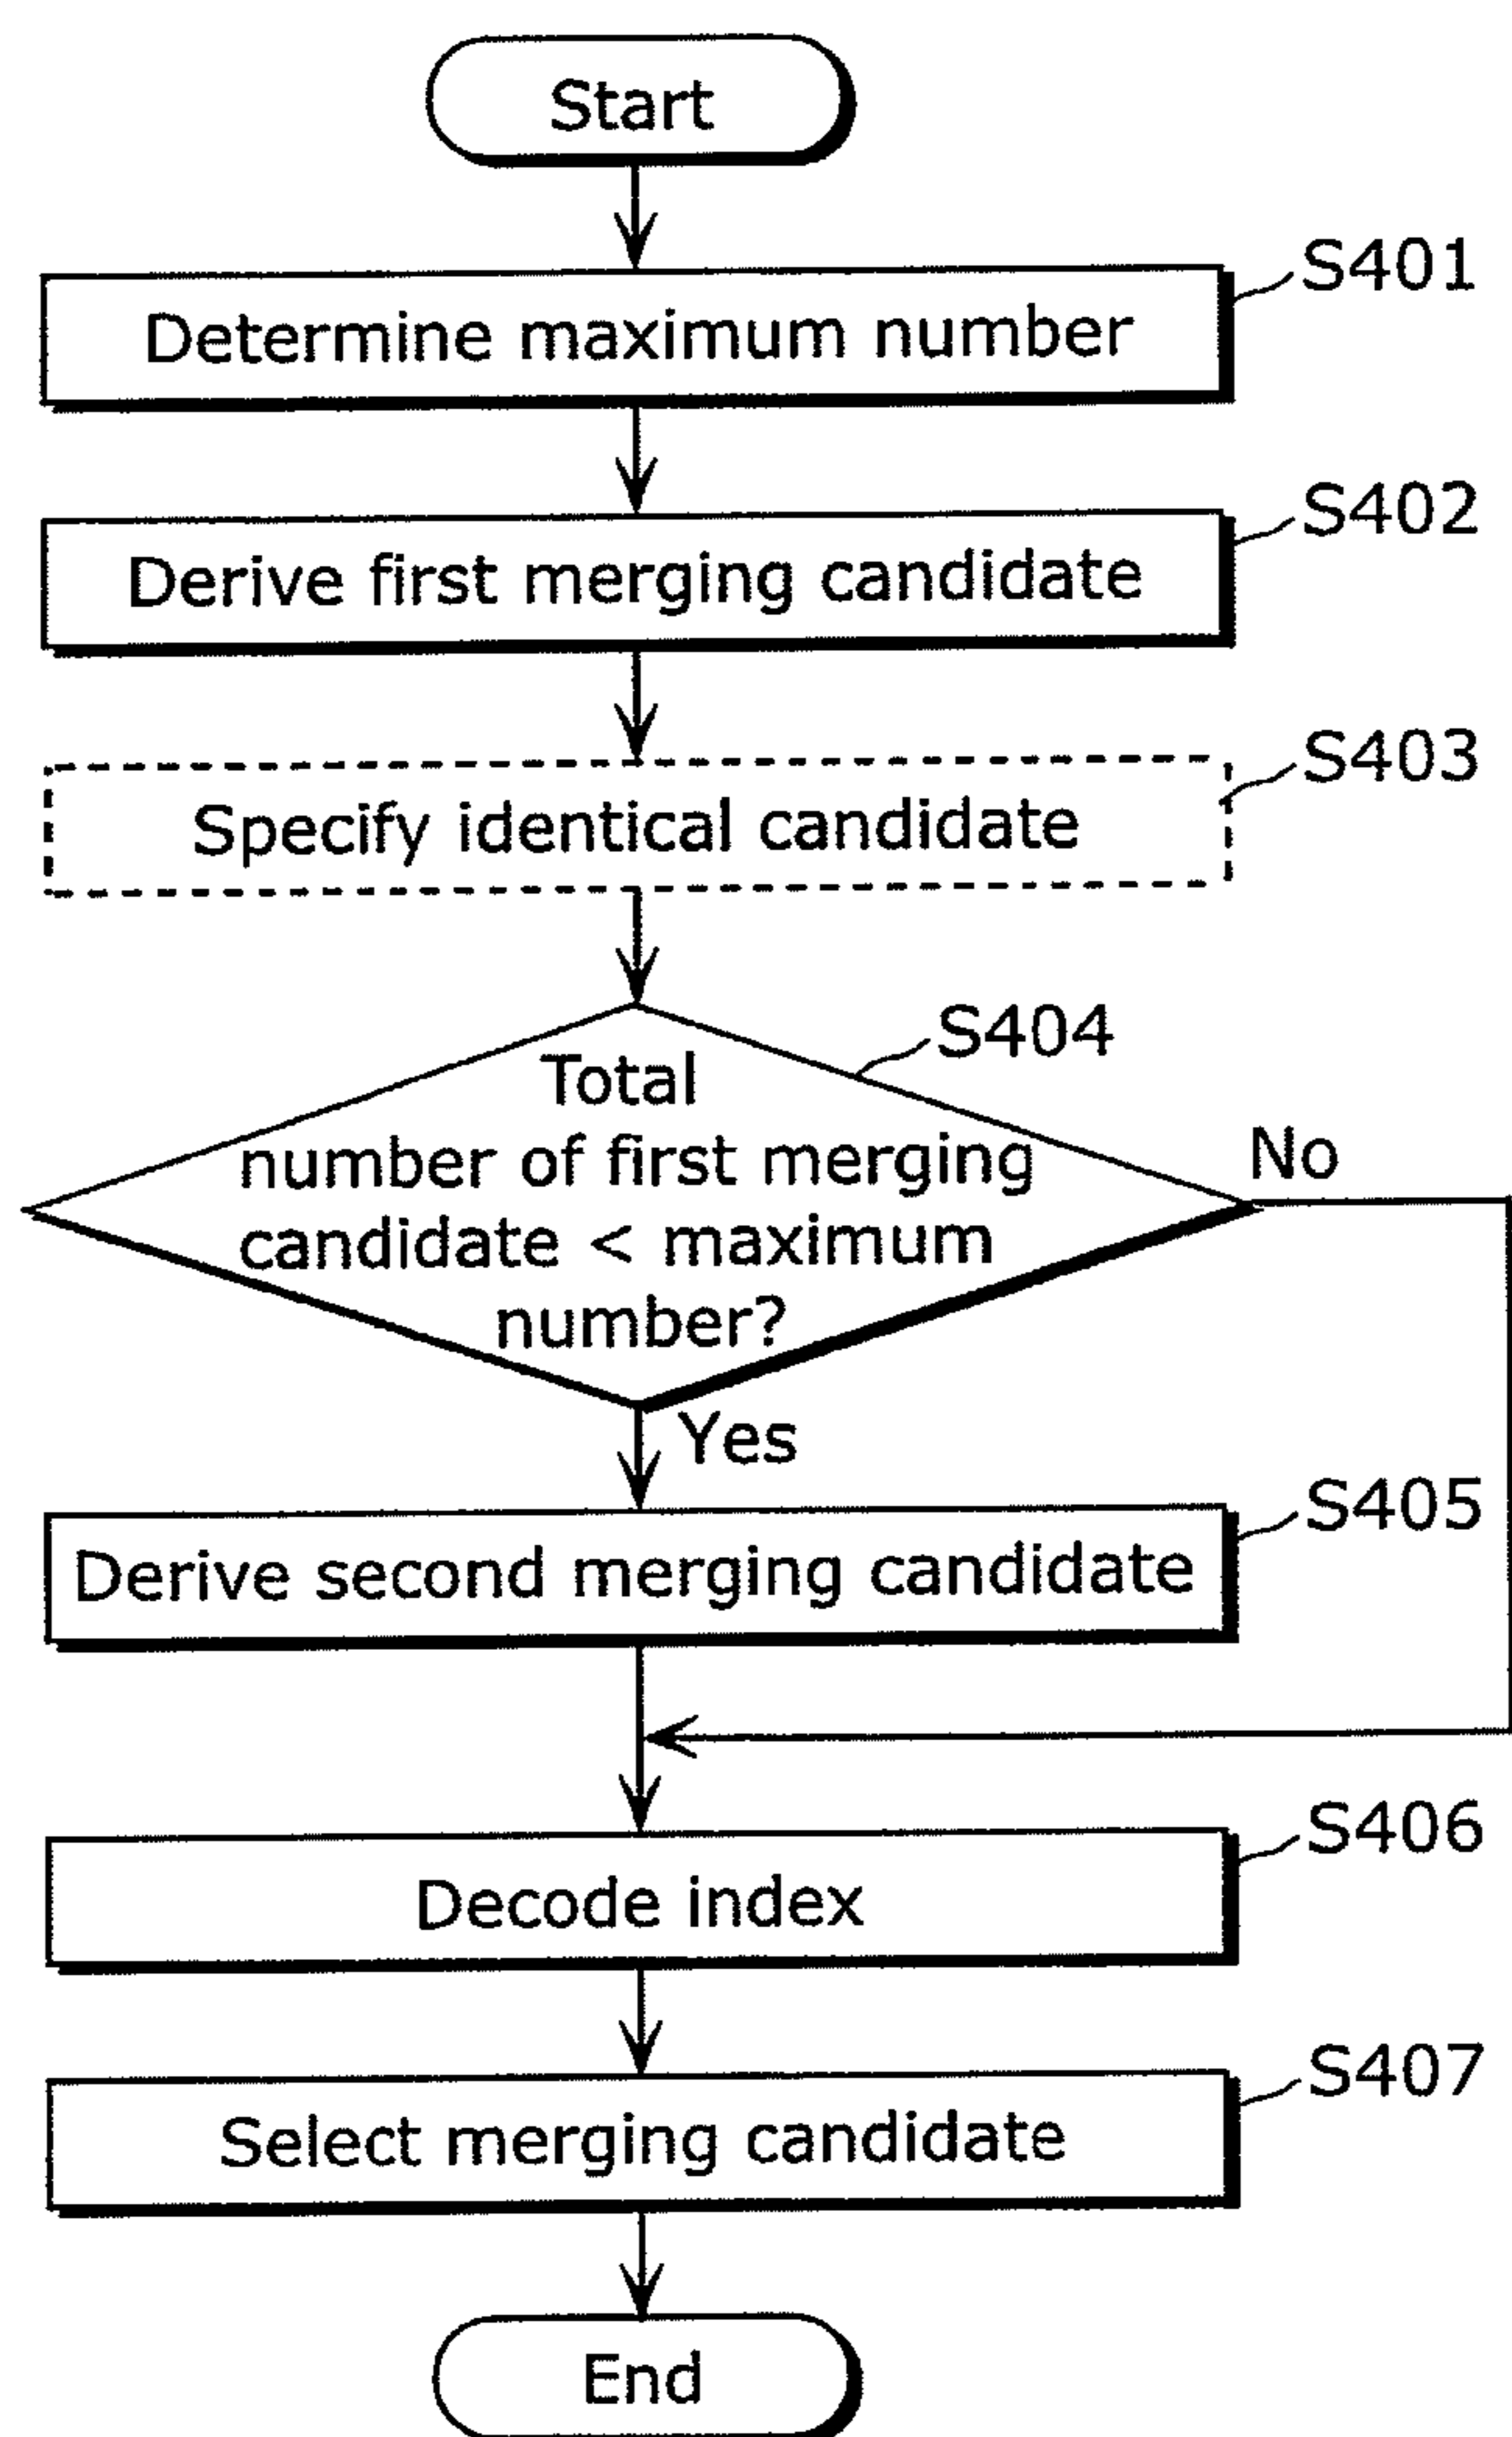 Start
S401
Determine maximum number
S402
Derive first merging candidate
S403
Specify identical candidate
S404
Total
number of first merging
candidate < maximum
number?
No
Yes
S405
Derive second merging candidate
S406
Decode index
S407
Select merging candidate
End